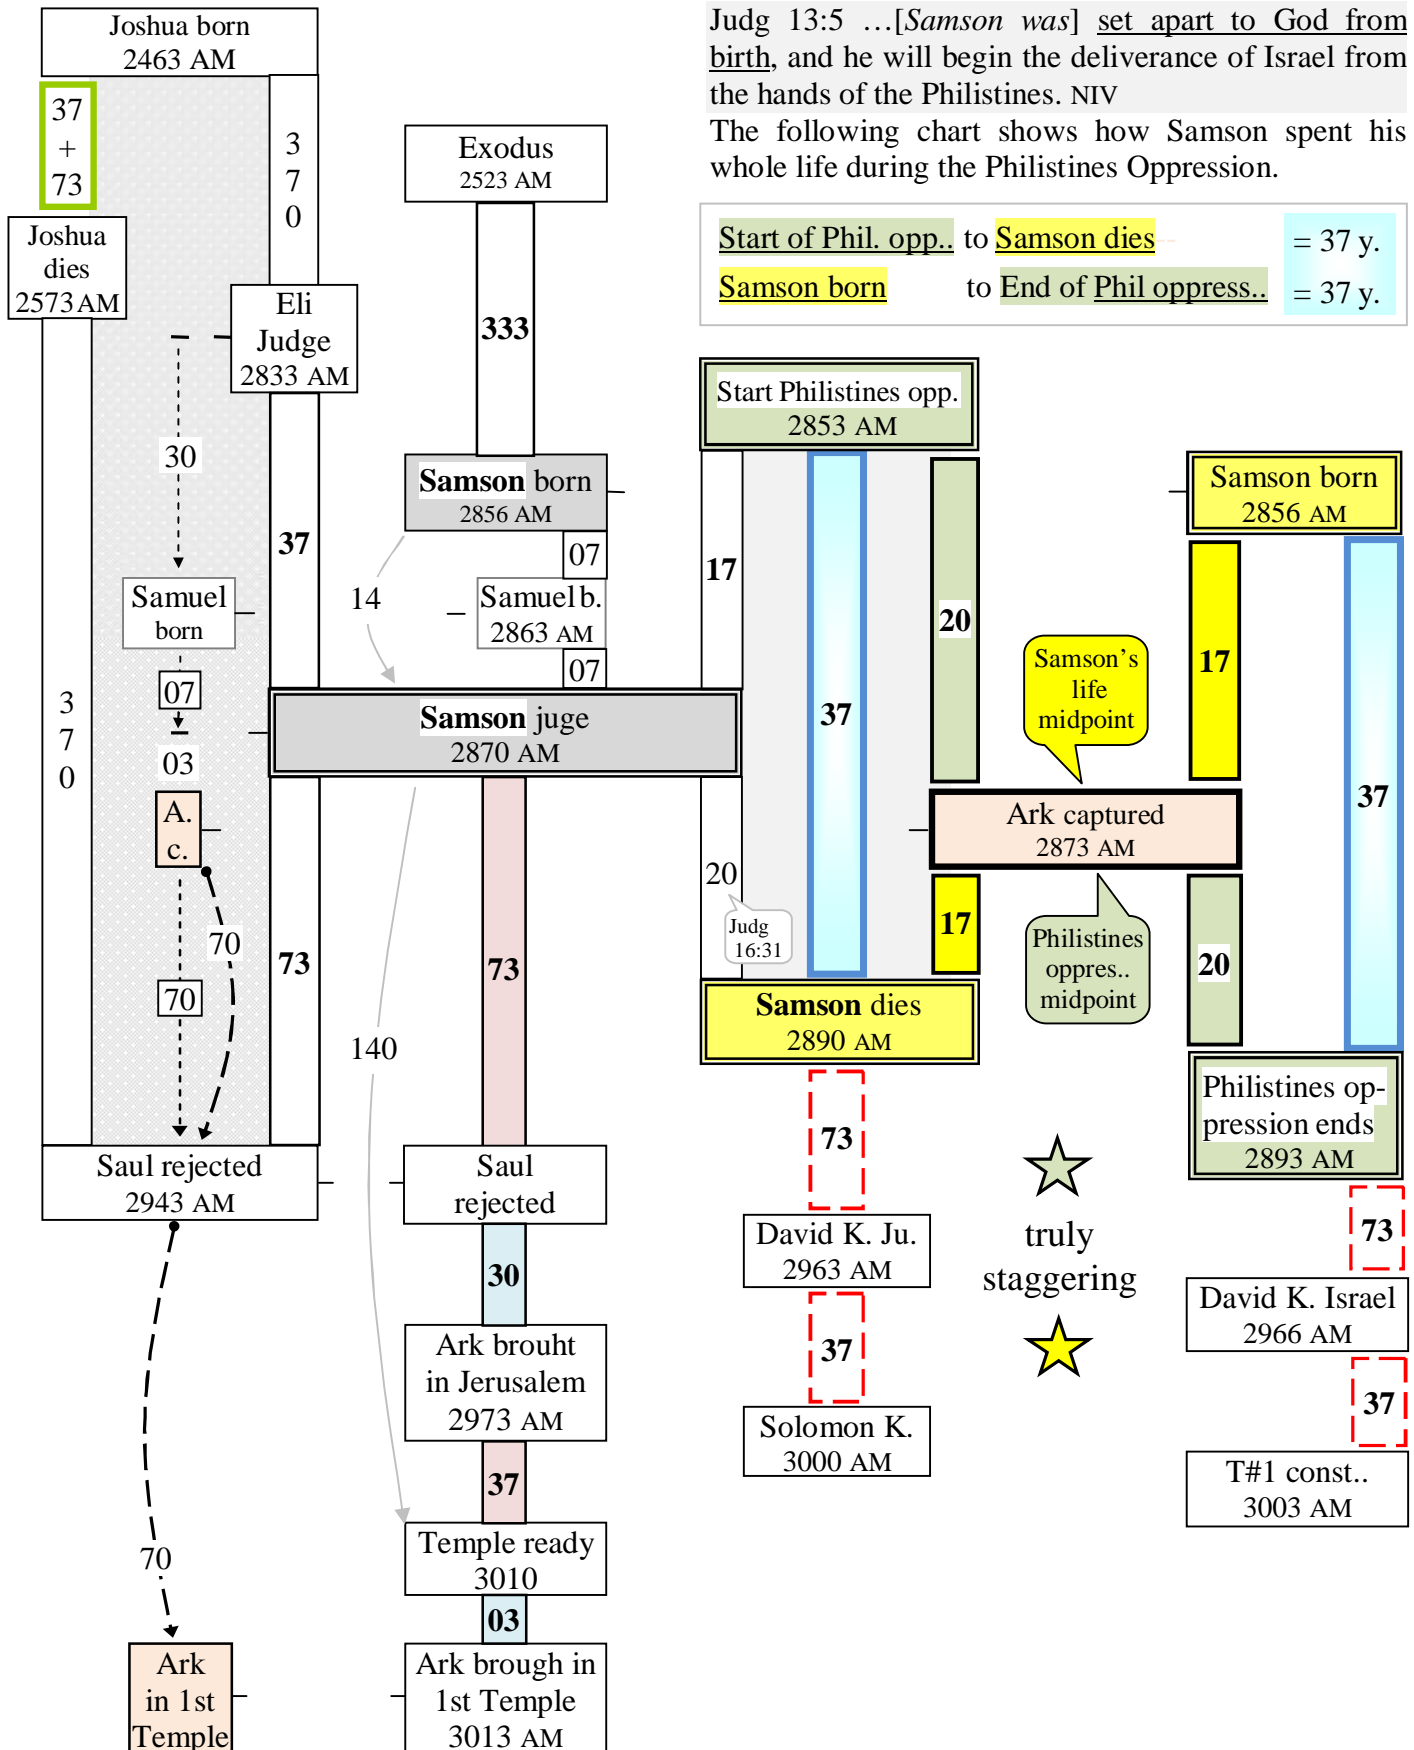 Judg 13:5 …[Samson was] set apart to God from
birth, and he will begin the deliverance of Israel from
the hands of the Philistines. NIV
The following chart shows how Samson spent his
whole life during the Philistines Oppression.
Start of Phil. opp.. to Samson dies-- = 37 y.
Samson born to End of Phil oppress.. = 37 y.
Joshua born
2463 AM
37
+
73
3
7
0
Joshua
dies
2573AM
Eli
Judge
2833 AM
30
37
Samuel
born
07
03
A.
c.
70
70
3
7
0
73
Saul rejected
2943 AM
70
Ark
in 1st
Temple
Exodus
2523 AM
333
Samson born
2856 AM
07
14
Samuel b.
2863 AM
07
Samson juge
2870 AM
73
140
Saul
rejected
30
Ark brouht
in Jerusalem
2973 AM
37
Temple ready
3010
03
Ark brough in
1st Temple
3013 AM
Start Philistines opp.
2853 AM
17
37
20
20
Judg
16:31
17
Samson dies
2890 AM
73
David K. Ju.
2963 AM
37
Solomon K.
3000 AM
Samson’s
life
midpoint
Ark captured
2873 AM
Philistines
oppres..
midpoint
truly
staggering
Samson born
2856 AM
17
37
20
Philistines op-
pression ends
2893 AM
73
David K. Israel
2966 AM
37
T#1 const..
3003 AM